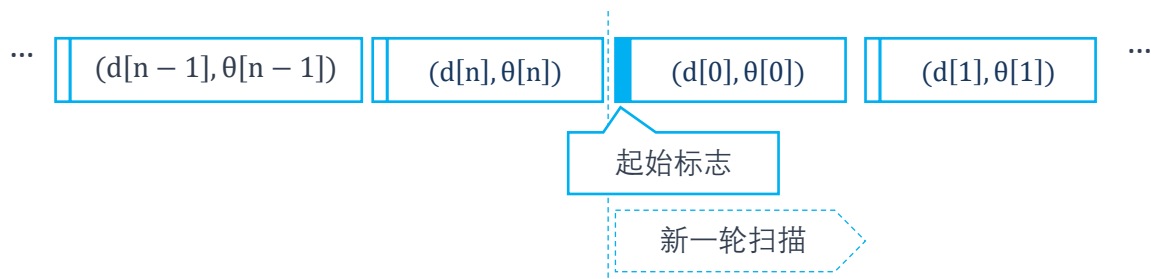 … (d[n − 1], θ[n − 1]) (d[n], θ[n]) (d[0], θ[0]) (d[1], θ[1]) …
起始标志
新一轮扫描